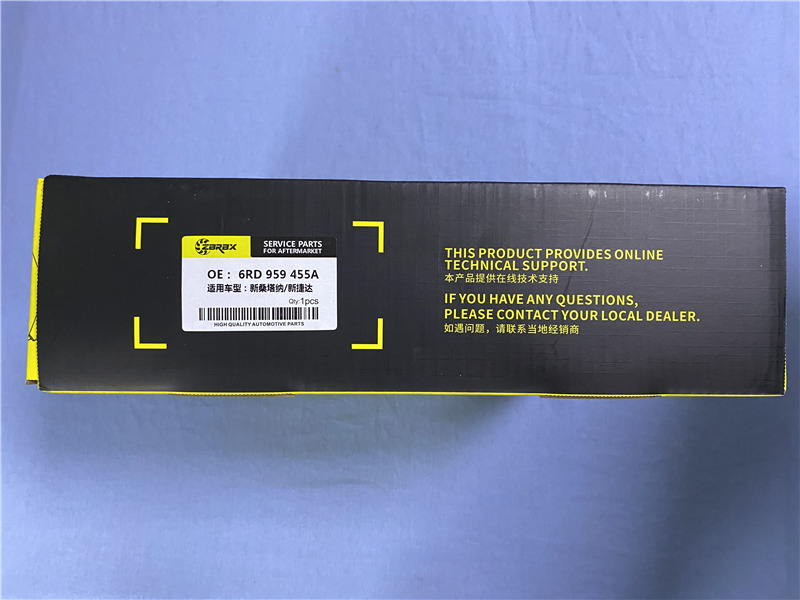 ZBRAX
SERVICE PARTS
FOR AFTERMARKET
OE： 6RD 959 455A
适用车型：新桑塔纳/新捷达
Qty:1pcs
HIGH QUALITY AUTOMOTIVE PARTS
THIS PRODUCT PROVIDES ONLINE
TECHNICAL SUPPORT.
本产品提供在线技术支持
IF YOU HAVE ANY QUESTIONS,
PLEASE CONTACT YOUR LOCAL DEALER.
如遇问题，请联系当地经销商